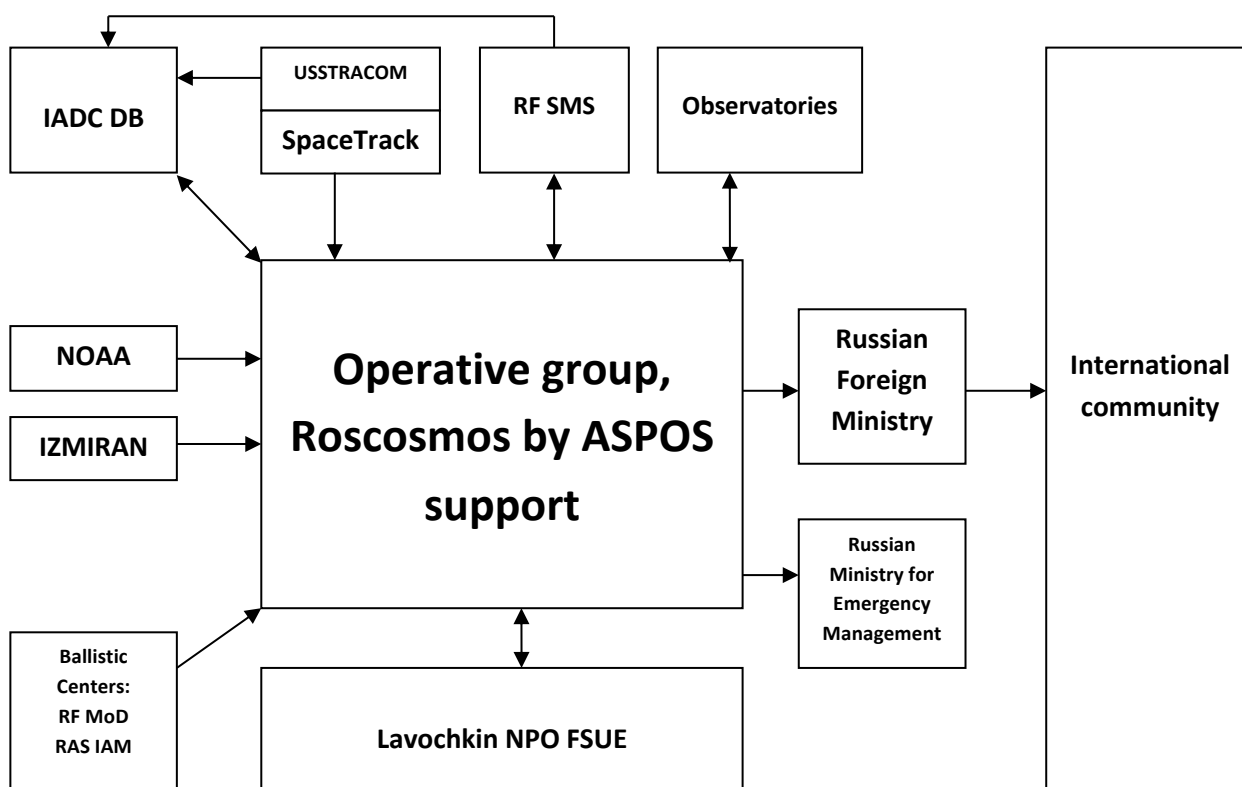 IADC DB
USSTRACOM
SpaceTrack
RF SMS
Observatories
NOAA
IZMIRAN
Operative group,
Roscosmos by ASPOS
support
Russian
Foreign
Ministry
International
community
Russian
Ministry for
Emergency
Management
Ballistic
Centers:
RF MoD
RAS IAM
Lavochkin NPO FSUE